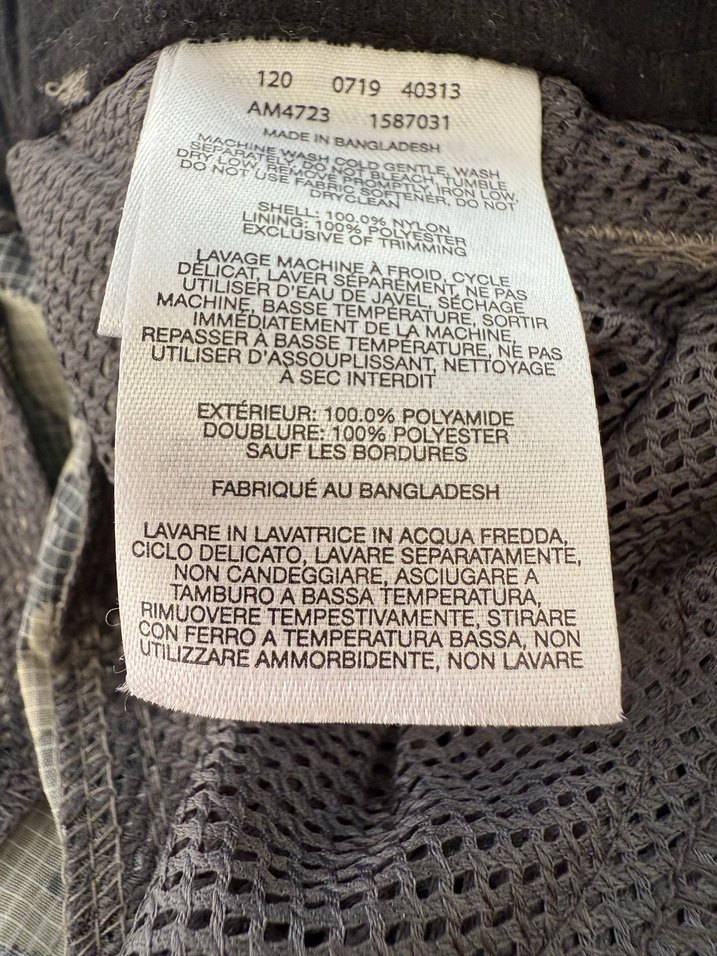 120 0719 40313
AM4723 1587031
MADE IN BANGLADESH
MACHINE WASH COLD GENTLE, WASH
SEPARATELY, DO NOT BLEACH, TUMBLE
DRY LOW, REMOVE PROMPTLY, IRON LOW,
DO NOT USE FABRIC SOFTENER, DO NOT
DRYCLEAN
SHELL: 100.0% NYLON
LINING: 100% POLYESTER
EXCLUSIVE OF TRIMMING
LAVAGE MACHINE À FROID, CYCLE
DÉLICAT, LAVER SÉPARÉMENT, NE PAS
UTILISER D'EAU DE JAVEL, SÉCHAGE
MACHINE, BASSE TEMPÉRATURE, SORTIR
IMMÉDIATEMENT DE LA MACHINE,
REPASSER À BASSE TEMPÉRATURE, NE PAS
UTILISER D'ASSOUPLISSANT, NETTOYAGE
À SEC INTERDIT
EXTÉRIEUR: 100.0% POLYAMIDE
DOUBLURE: 100% POLYESTER
SAUF LES BORDURES
FABRIQUÉ AU BANGLADESH
LAVARE IN LAVATRICE IN ACQUA FREDDA,
CICLO DELICATO, LAVARE SEPARATAMENTE,
NON CANDEGGIARE, ASCIUGARE A
TAMBURO A BASSA TEMPERATURA,
RIMUOVERE TEMPESTIVAMENTE, STIRARE
CON FERRO A TEMPERATURA BASSA, NON
UTILIZZARE AMMORBIDENTE, NON LAVARE